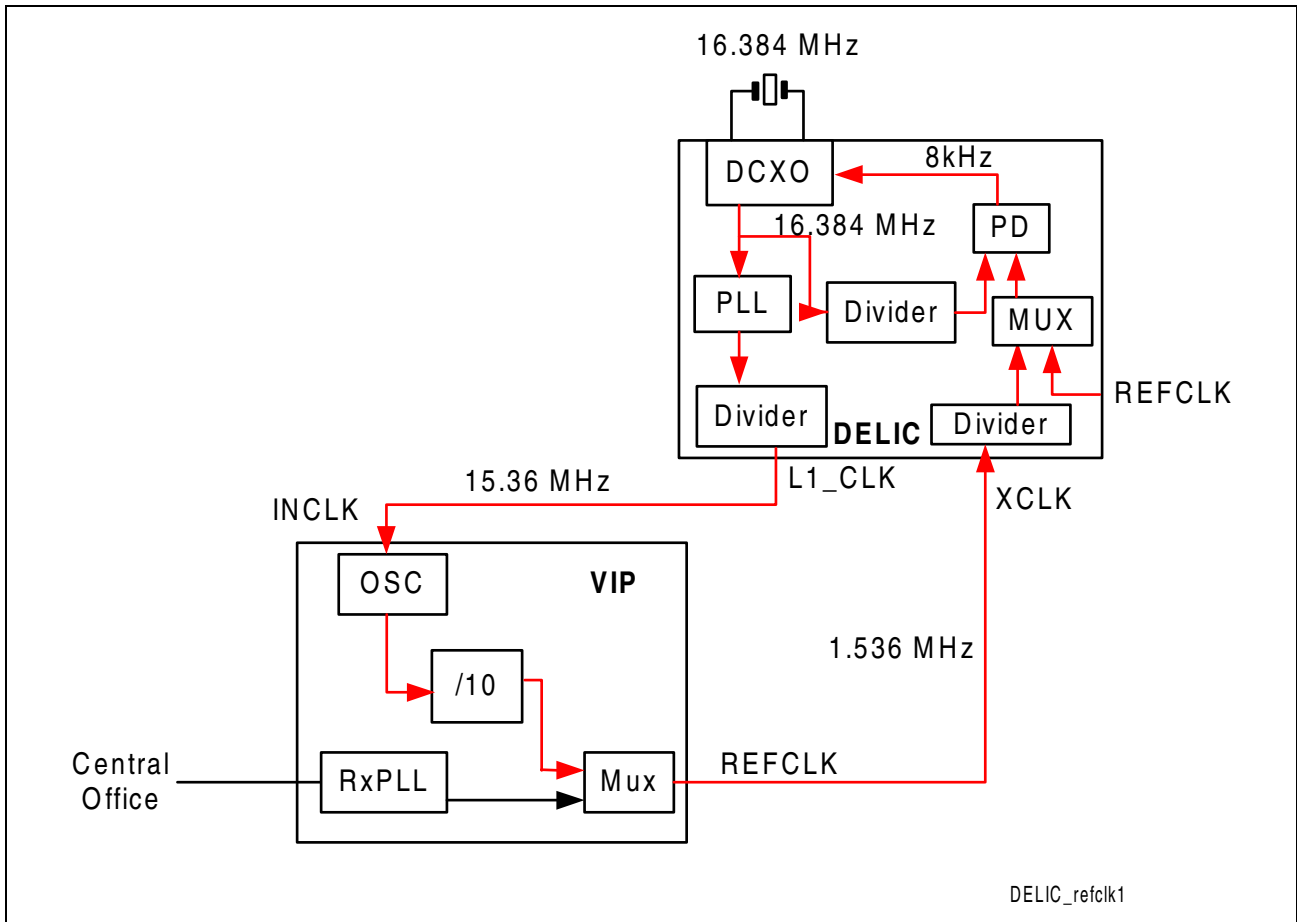 16.384 MHz
DCXO
8kHz
16.384 MHz
PD
PLL
Divider
MUX
REFCLK
Divider
DELIC
Divider
L1_CLK
XCLK
15.36 MHz
INCLK
OSC
VIP
1.536 MHz
/10
Central
Office
RxPLL
Mux
REFCLK
DELIC_refclk1